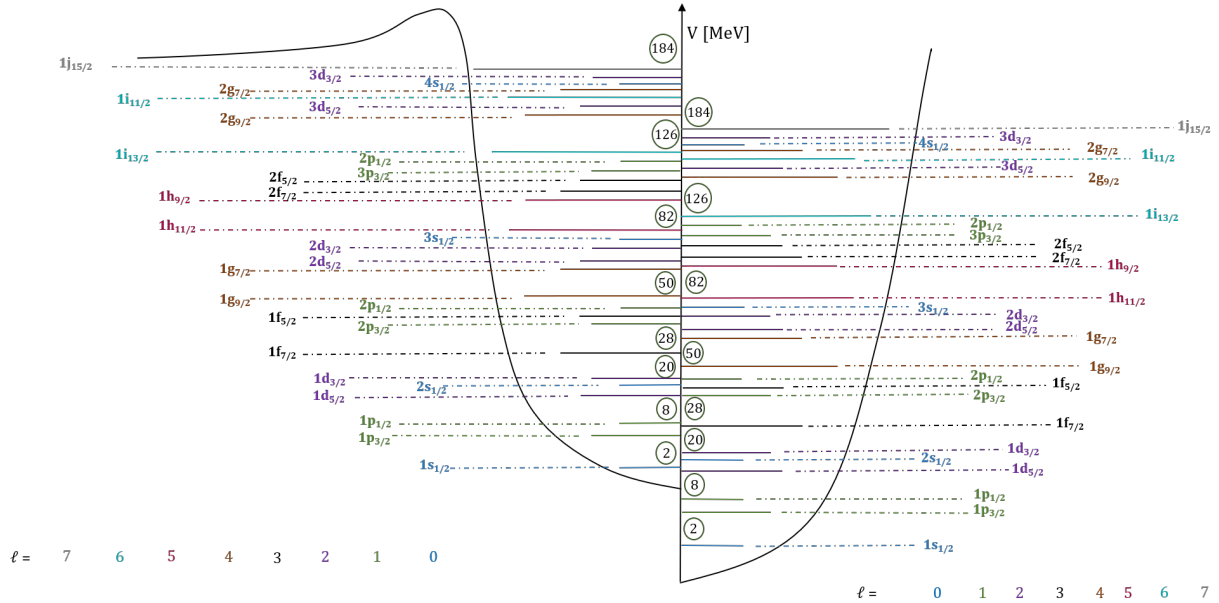 V [MeV]
184
1j15/2
3d3/2
4s1/2
2g7/2
1i11/2
3d5/2
2g9/2
126
1i13/2
2p1/2
3p3/2
2f5/2
2f7/2
1h9/2
82
1h11/2
3s1/2
2d3/2
2d5/2
1g7/2
50
1g9/2
2p1/2
1f5/2
2p3/2
28
1f7/2
20
1d3/2
2s1/2
1d5/2
8
1p1/2
1p3/2
2
1s1/2
ℓ = 7 6 5 4 3 2 1 0
184
1j15/2
3d3/2
4s1/2
2g7/2
1i11/2
3d5/2
2g9/2
126
1i13/2
2p1/2
3p3/2
2f5/2
2f7/2
1h9/2
82
1h11/2
3s1/2
2d3/2
2d5/2
1g7/2
50
1g9/2
2p1/2
1f5/2
2p3/2
28
1f7/2
20
1d3/2
2s1/2
1d5/2
8
1p1/2
1p3/2
2
1s1/2
ℓ = 0 1 2 3 4 5 6 7